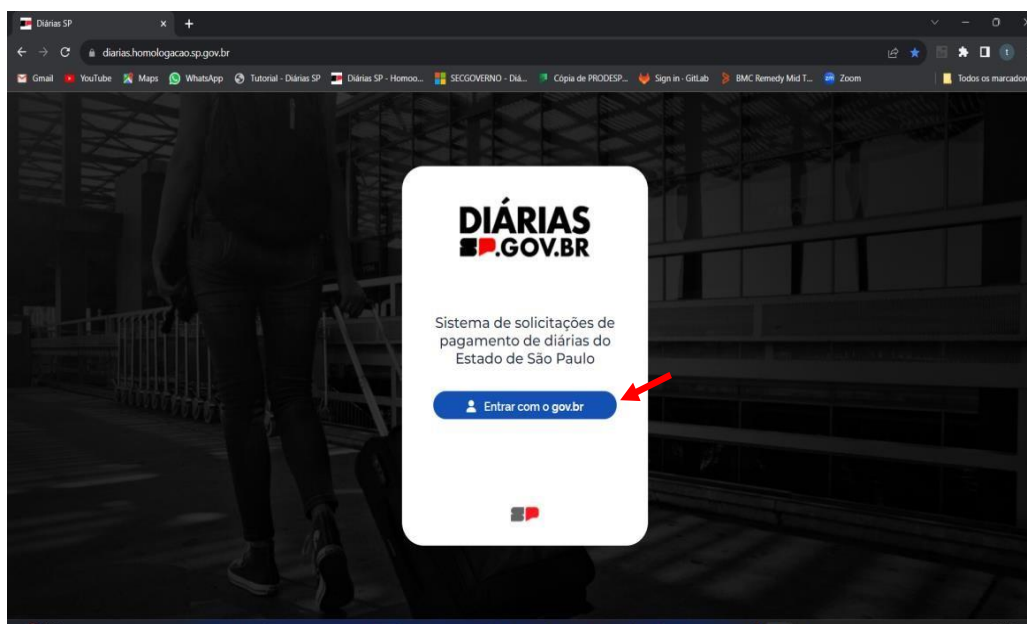 Diárias SP
diarias.homologacao.sp.gov.br
Gmail YouTube Maps WhatsApp Tutorial - Diárias SP Diárias SP - Homoo... SECGOVERNO - Diá... Cópia de PRODESP... Sign in - GitLab BMC Remedy Mid T... Zoom Todos os marcador
DIÁRIAS
SP.GOV.BR
Sistema de solicitações de
pagamento de diárias do
Estado de São Paulo
Entrar com o gov.br
SP